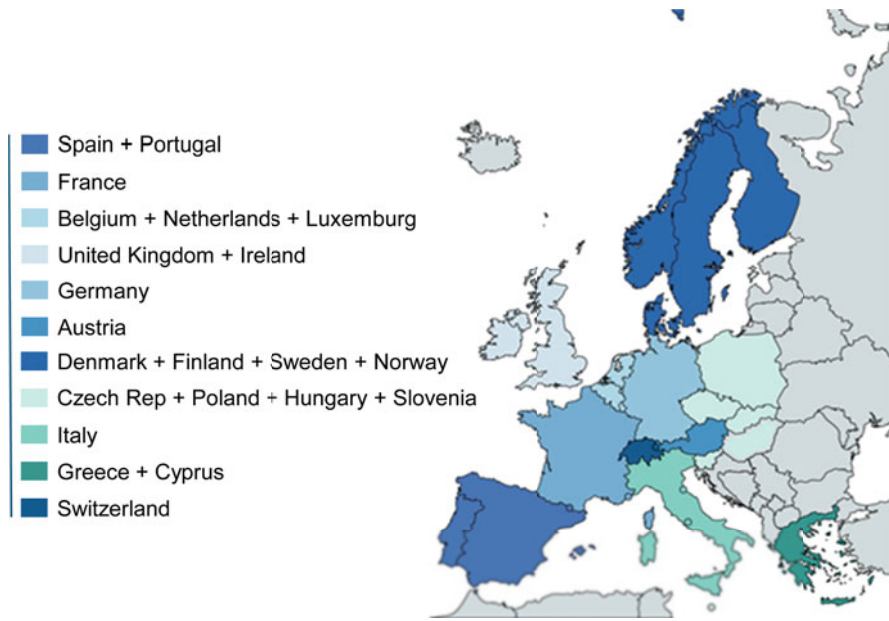 Spain + Portugal
France
Belgium + Netherlands + Luxemburg
United Kingdom + Ireland
Germany
Austria
Denmark + Finland + Sweden + Norway
Czech Rep + Poland + Hungary + Slovenia
Italy
Greece + Cyprus
Switzerland